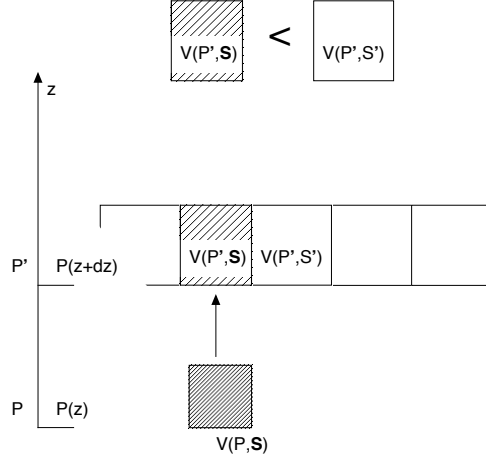 V(P’,S) < V(P’,S’)
z
P’ P(z+dz) V(P’,S) V(P’,S’)
P P(z)
V(P,S)